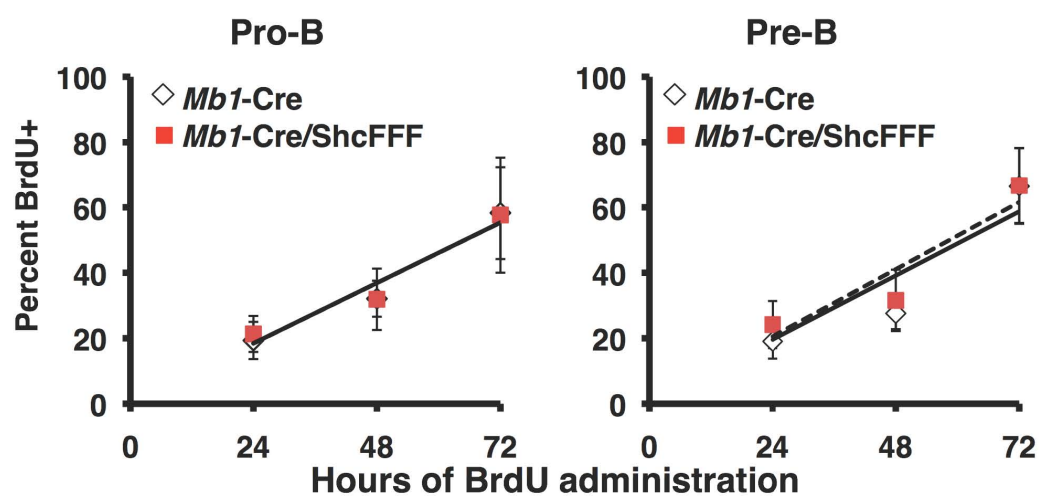 Pro-B
Pre-B
100
80
60
40
20
0
Percent BrdU+
Mb1-Cre
Mb1-Cre/ShcFFF
0 24 48 72
100
80
60
40
20
0
Mb1-Cre
Mb1-Cre/ShcFFF
0 24 48 72
Hours of BrdU administration